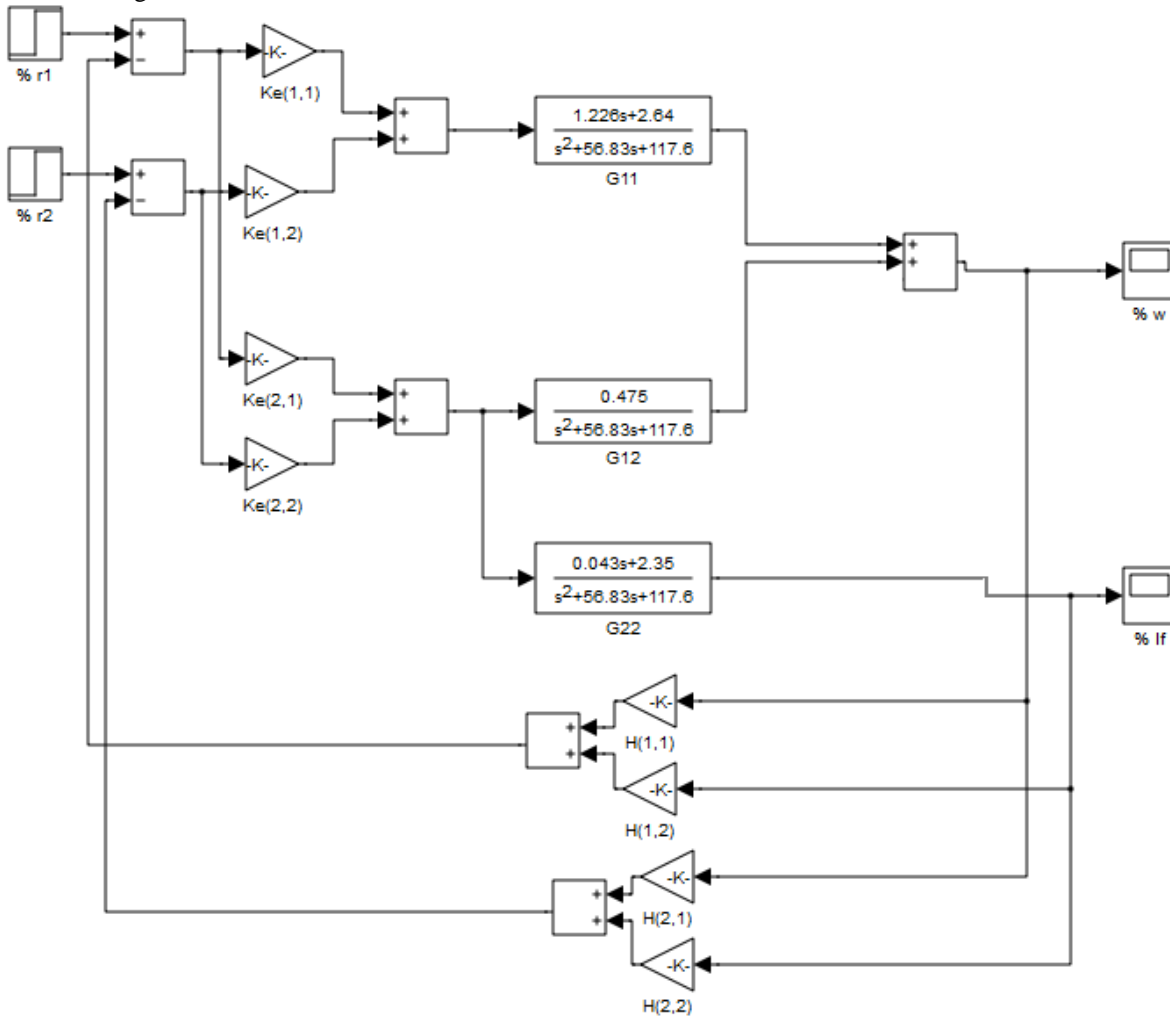 % r1
+
−
-K-
Ke(1,1)
+
+
1.226s+2.64
s²+56.83s+117.6
G11
% r2
+
−
-K-
Ke(1,2)
+
+
% w
-K-
Ke(2,1)
+
+
0.475
s²+56.83s+117.6
G12
-K-
Ke(2,2)
0.043s+2.35
s²+56.83s+117.6
G22
% If
-K-
H(1,1)
+
+
-K-
H(1,2)
-K-
H(2,1)
+
+
-K-
H(2,2)